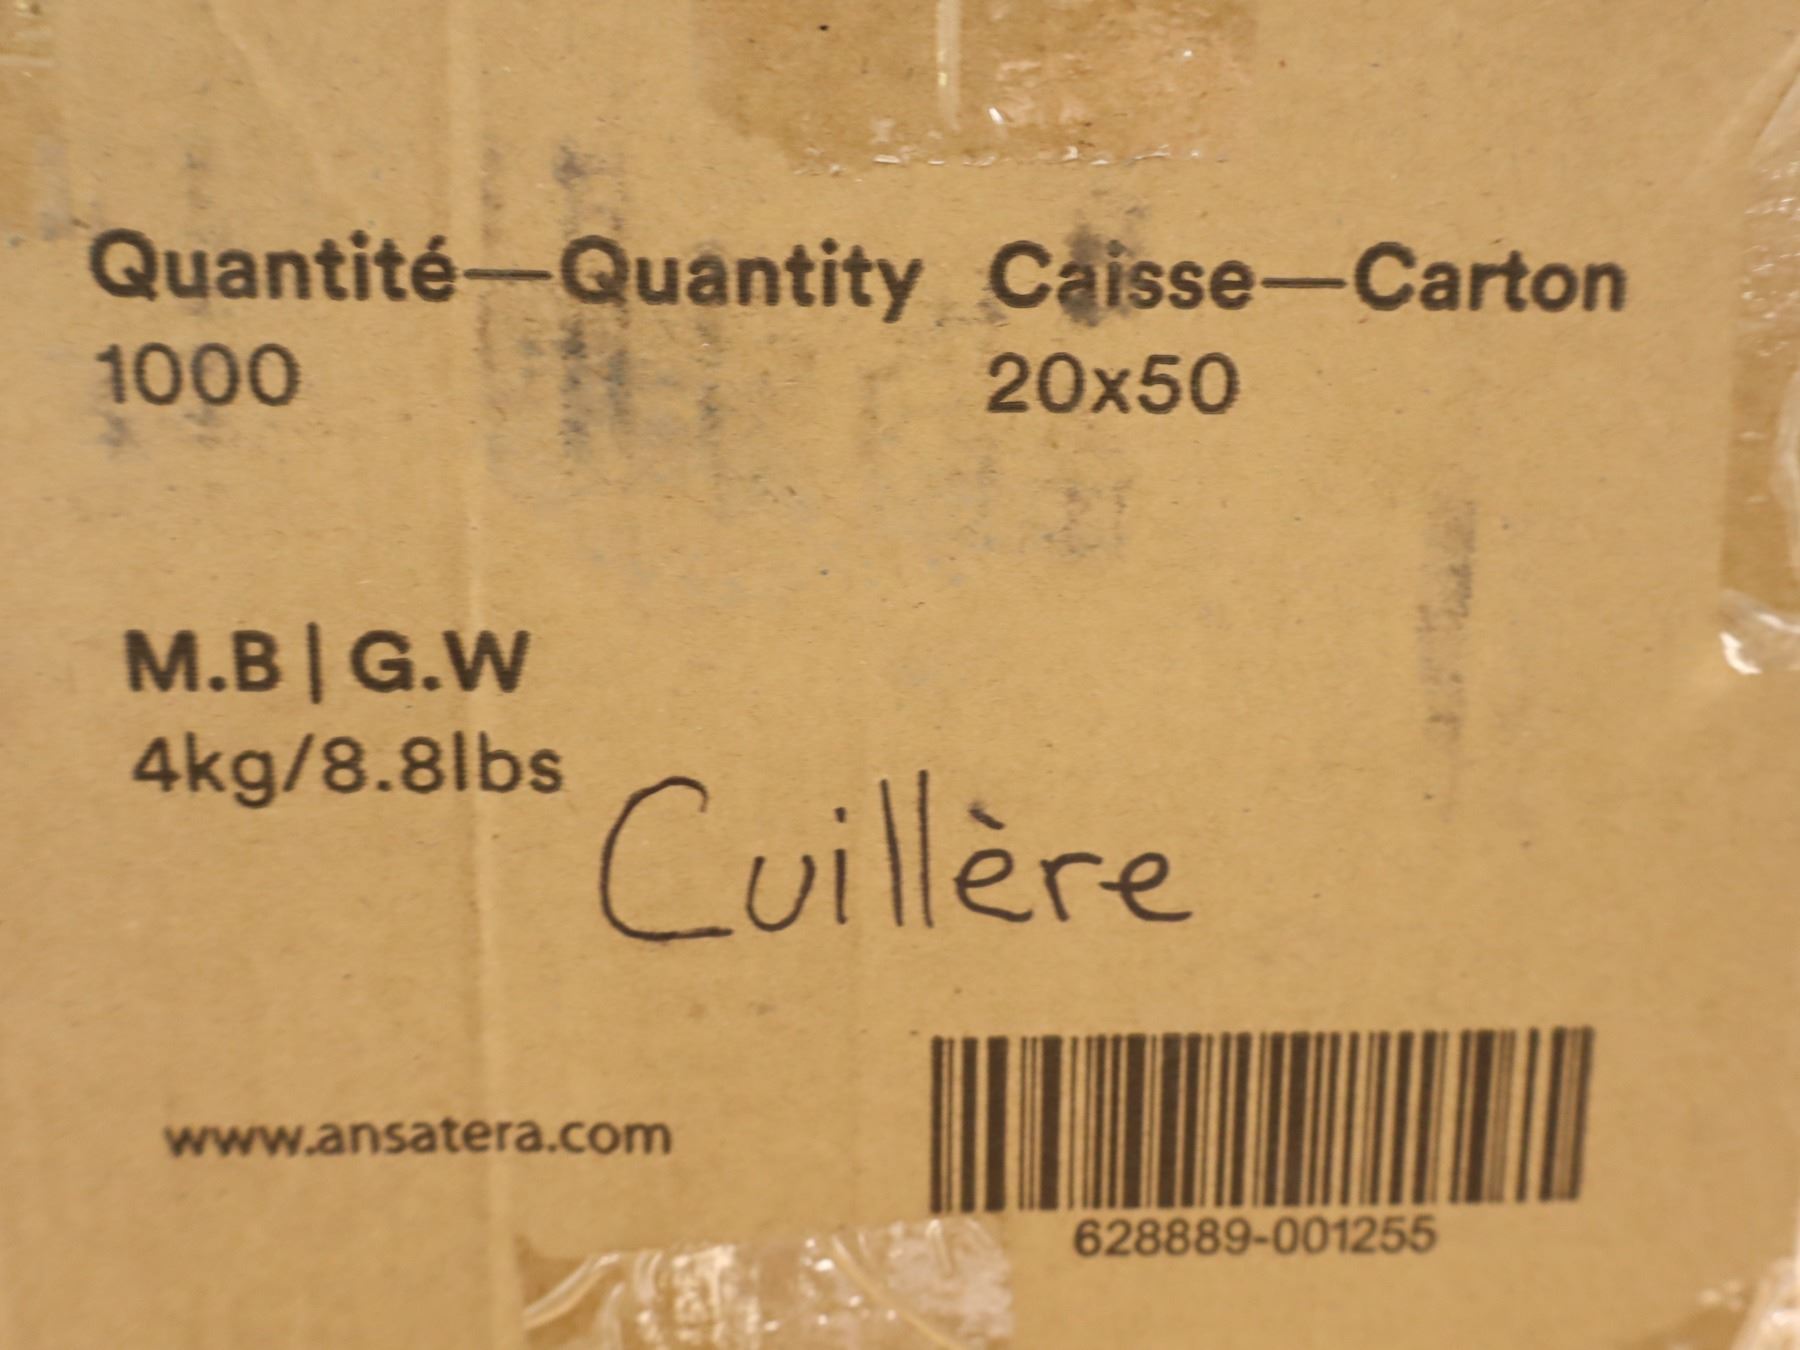 Quantité—Quantity Caisse—Carton
1000 20x50
M.B | G.W
4kg/8.8lbs
Cuillère
www.ansatera.com
628889-001255